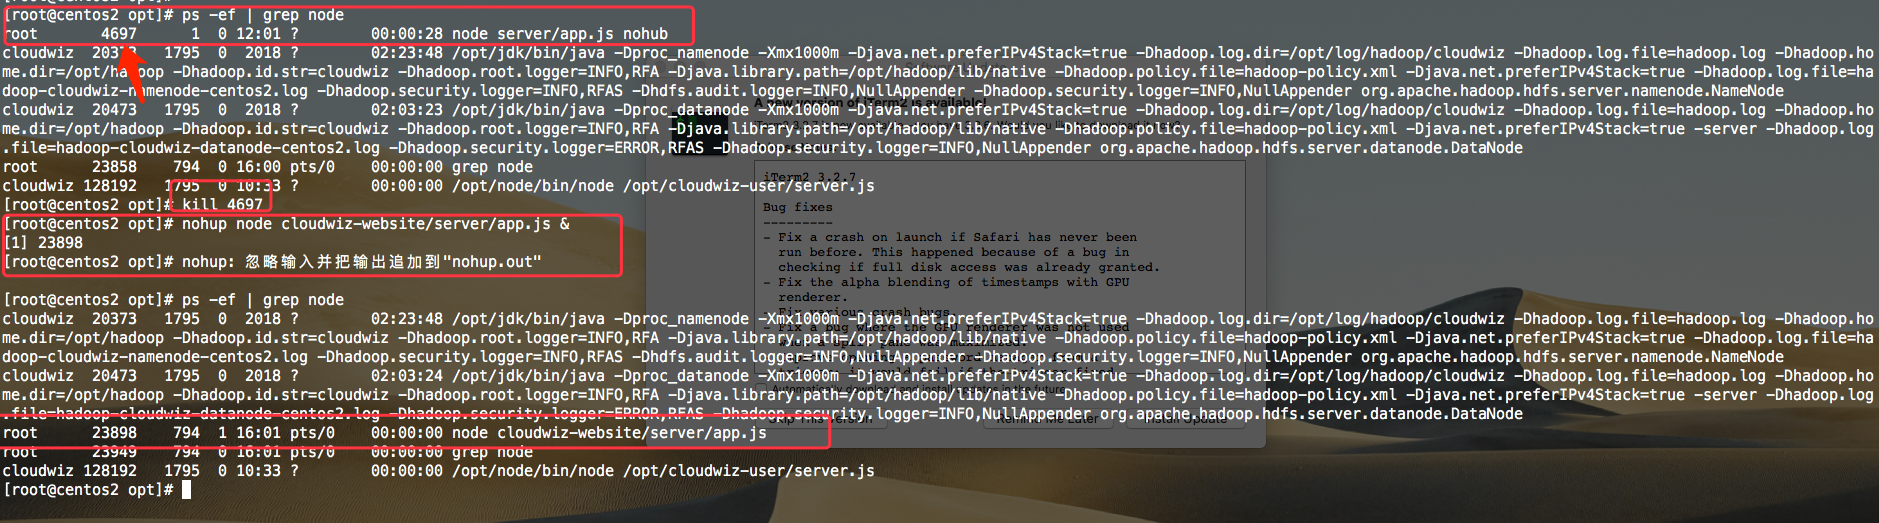 [root@centos2 opt]# ps -ef | grep node
root 4697 1 0 12:01 ? 00:00:28 node server/app.js nohub
cloudwiz 20373 1795 0 2018 ? 02:23:48 /opt/jdk/bin/java -Dproc_namenode -Xmx1000m -Djava.net.preferIPv4Stack=true -Dhadoop.log.dir=/opt/log/hadoop/cloudwiz -Dhadoop.log.file=hadoop.log -Dhadoop.ho
me.dir=/opt/hadoop -Dhadoop.id.str=cloudwiz -Dhadoop.root.logger=INFO,RFA -Djava.library.path=/opt/hadoop/lib/native -Dhadoop.policy.file=hadoop-policy.xml -Djava.net.preferIPv4Stack=true -Dhadoop.log.file=ha
doop-cloudwiz-namenode-centos2.log -Dhadoop.security.logger=INFO,RFAS -Dhdfs.audit.logger=INFO,NullAppender -Dhadoop.security.logger=INFO,NullAppender org.apache.hadoop.hdfs.server.namenode.NameNode
A new version of iTerm2 is available!
cloudwiz 20473 1795 0 2018 ? 02:03:23 /opt/jdk/bin/java -Dproc_datanode -Xmx1000m -Djava.net.preferIPv4Stack=true -Dhadoop.log.dir=/opt/log/hadoop/cloudwiz -Dhadoop.log.file=hadoop.log -Dhadoop.ho
me.dir=/opt/hadoop -Dhadoop.id.str=cloudwiz -Dhadoop.root.logger=INFO,RFA -Djava.library.path=/opt/hadoop/lib/native -Dhadoop.policy.file=hadoop-policy.xml -Djava.net.preferIPv4Stack=true -server -Dhadoop.log
.file=hadoop-cloudwiz-datanode-centos2.log -Dhadoop.security.logger=ERROR,RFAS -Dhadoop.security.logger=INFO,NullAppender org.apache.hadoop.hdfs.server.datanode.DataNode
root 23858 794 0 16:00 pts/0 00:00:00 grep node
iTerm2 3.2.7
cloudwiz 128192 1795 0 10:33 ? 00:00:00 /opt/node/bin/node /opt/cloudwiz-user/server.js
[root@centos2 opt]# kill 4697
Bug fixes
---------
[root@centos2 opt]# nohup node cloudwiz-website/server/app.js &
[1] 23898
[root@centos2 opt]# nohup: 忽略输入并把输出追加到"nohup.out"
- Fix a crash on launch if Safari has never been
run before. This happened because of a bug in
checking if full disk access was already granted.
- Fix the alpha blending of timestamps with GPU
renderer.
- Fix various crash bugs.
- Fix a bug where the GPU renderer was not used
[root@centos2 opt]# ps -ef | grep node
cloudwiz 20373 1795 0 2018 ? 02:23:48 /opt/jdk/bin/java -Dproc_namenode -Xmx1000m -Djava.net.preferIPv4Stack=true -Dhadoop.log.dir=/opt/log/hadoop/cloudwiz -Dhadoop.log.file=hadoop.log -Dhadoop.ho
me.dir=/opt/hadoop -Dhadoop.id.str=cloudwiz -Dhadoop.root.logger=INFO,RFA -Djava.library.path=/opt/hadoop/lib/native -Dhadoop.policy.file=hadoop-policy.xml -Djava.net.preferIPv4Stack=true -Dhadoop.log.file=ha
doop-cloudwiz-namenode-centos2.log -Dhadoop.security.logger=INFO,RFAS -Dhdfs.audit.logger=INFO,NullAppender -Dhadoop.security.logger=INFO,NullAppender org.apache.hadoop.hdfs.server.namenode.NameNode
cloudwiz 20473 1795 0 2018 ? 02:03:24 /opt/jdk/bin/java -Dproc_datanode -Xmx1000m -Djava.net.preferIPv4Stack=true -Dhadoop.log.dir=/opt/log/hadoop/cloudwiz -Dhadoop.log.file=hadoop.log -Dhadoop.ho
me.dir=/opt/hadoop -Dhadoop.id.str=cloudwiz -Dhadoop.root.logger=INFO,RFA -Djava.library.path=/opt/hadoop/lib/native -Dhadoop.policy.file=hadoop-policy.xml -Djava.net.preferIPv4Stack=true -server -Dhadoop.log
Automatically download and install updates in the future
.file=hadoop-cloudwiz-datanode-centos2.log -Dhadoop.security.logger=ERROR,RFAS -Dhadoop.security.logger=INFO,NullAppender org.apache.hadoop.hdfs.server.datanode.DataNode
Skip This Version Remind Me Later Install Update
root 23898 794 1 16:01 pts/0 00:00:00 node cloudwiz-website/server/app.js
root 23949 794 0 16:01 pts/0 00:00:00 grep node
cloudwiz 128192 1795 0 10:33 ? 00:00:00 /opt/node/bin/node /opt/cloudwiz-user/server.js
[root@centos2 opt]#